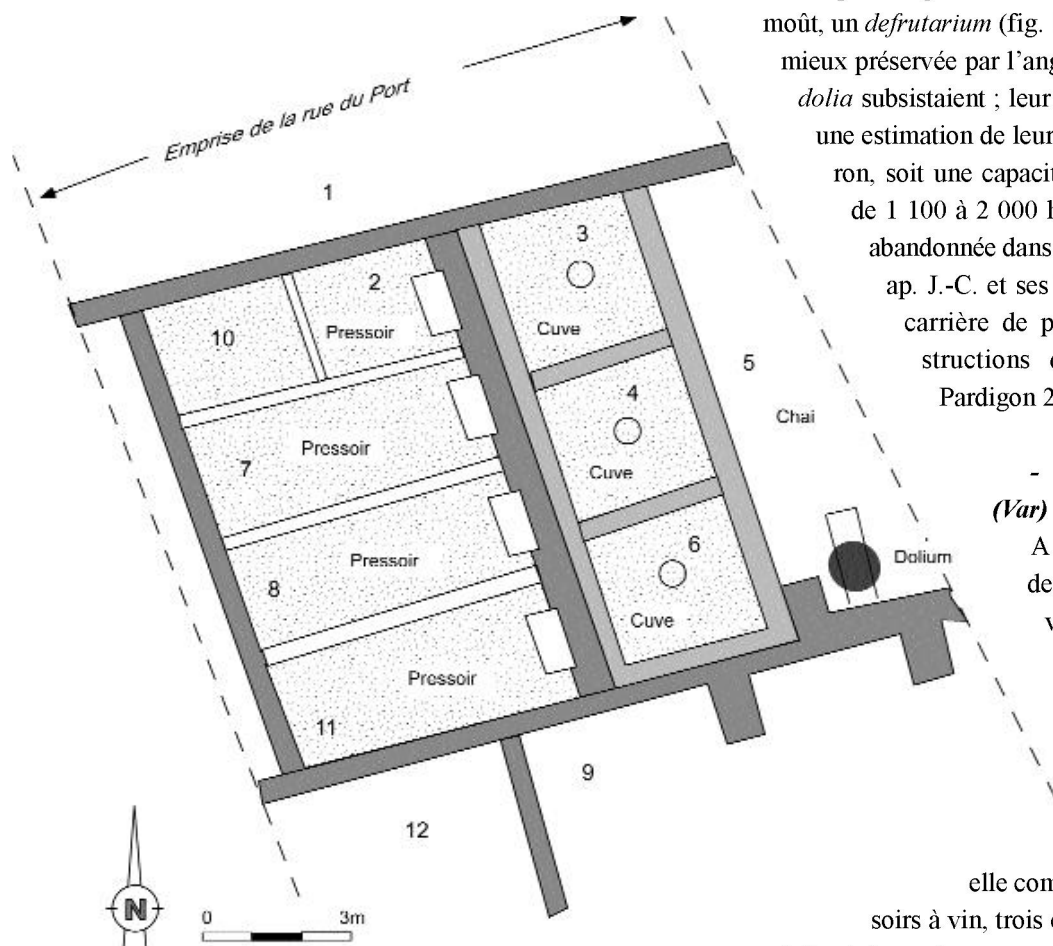 moût, un defrutarium (fig.
mieux préservée par l'ang
dolia subsistaient ; leur
une estimation de leur
ron, soit une capacit
de 1 100 à 2 000 h
abandonnée dans
ap. J.-C. et ses
carrière de p
structions
Pardigon 2
-
(Var)
A
de
elle com
soirs à vin, trois
Emprise de la rue du Port
1
2
Pressoir
3
Cuve
10
4
Cuve
5
Chai
7
Pressoir
8
Pressoir
6
Cuve
Dolium
11
Pressoir
9
12
N
0 3m